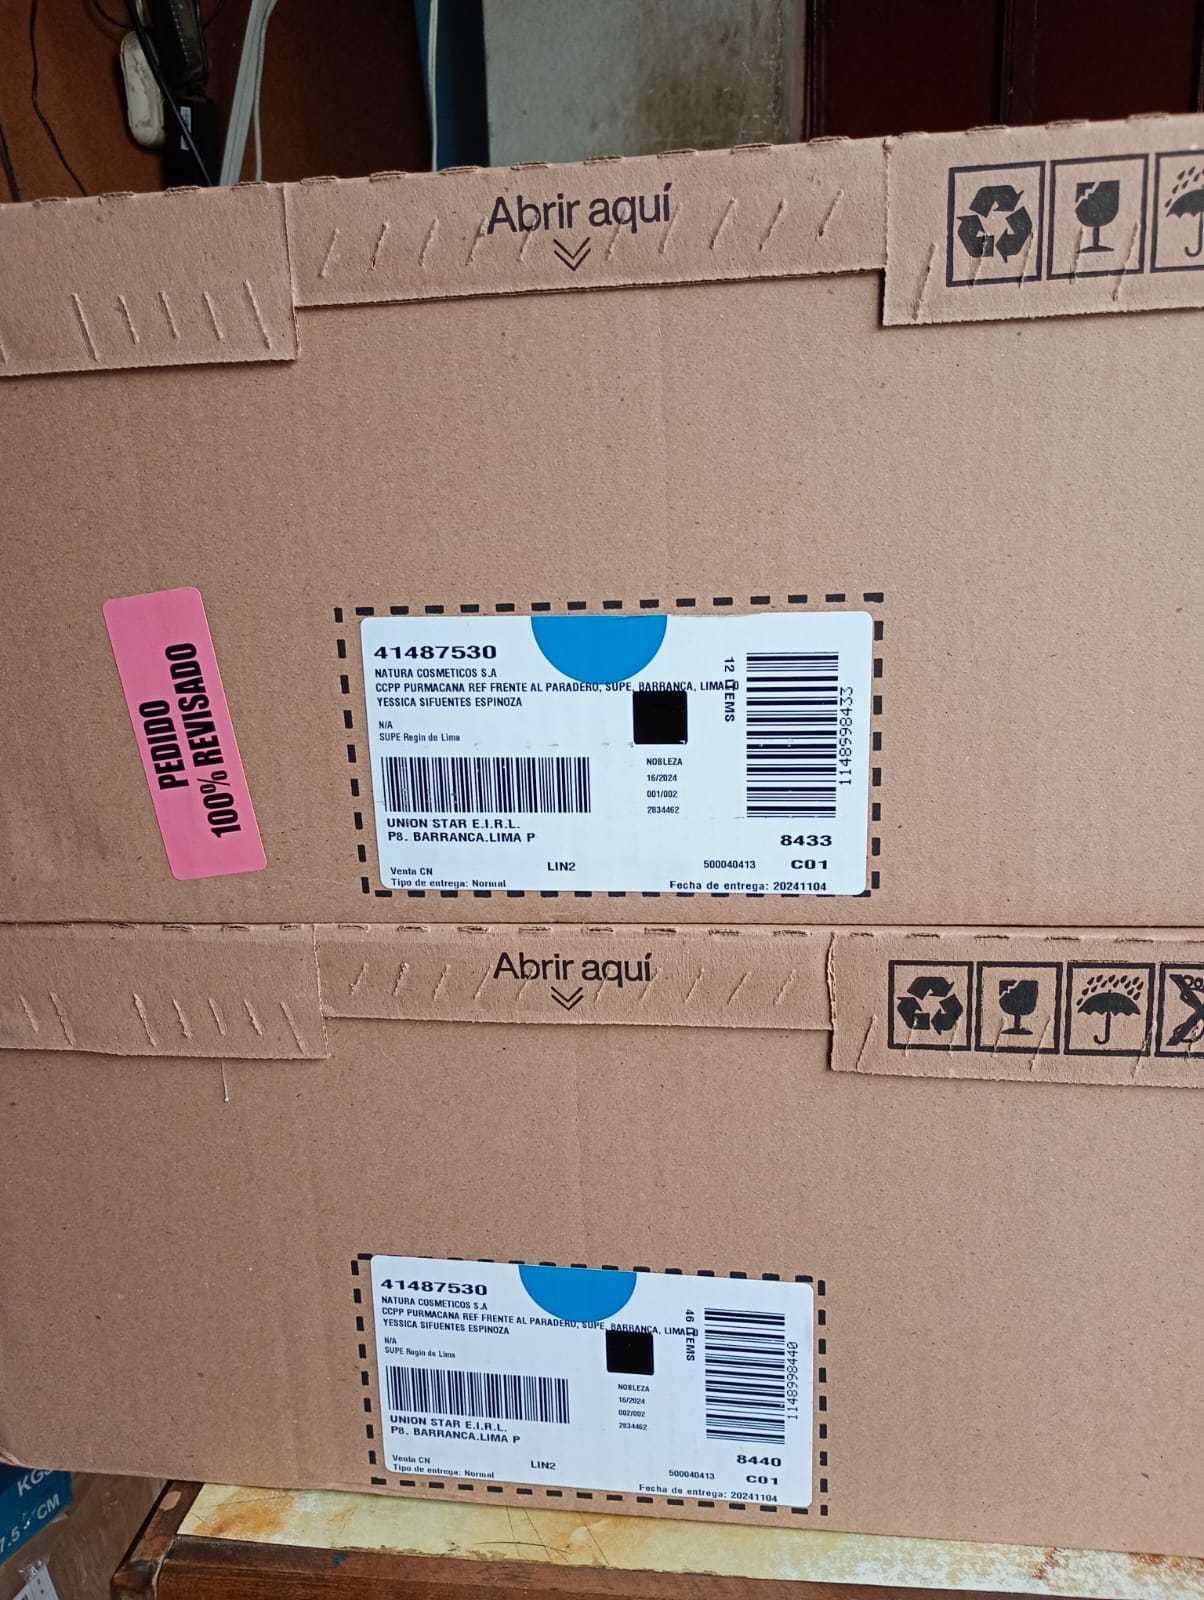 Abrir aquí
PEDIDO
100% REVISADO
41487530
NATURA COSMETICOS S.A
CCPP PURMACANA REF FRENTE AL PARADERO, SUPE, BARRANCA, LIMA
YESSICA SIFUENTES ESPINOZA
N/A
SUPE Regin de Lima
12 ITEMS
1148998433
NOBLEZA
16/2024
001/002
2834462
UNION STAR E.I.R.L.
P8. BARRANCA.LIMA P
8433
Venta CN
LIN2
500040413
C01
Tipo de entrega: Normal
Fecha de entrega: 20241104
Abrir aquí
41487530
NATURA COSMETICOS S.A
CCPP PURMACANA REF FRENTE AL PARADERO, SUPE, BARRANCA, LIMA
YESSICA SIFUENTES ESPINOZA
N/A
SUPE Regin de Lima
46 ITEMS
1148998440
NOBLEZA
16/2024
002/002
2834462
UNION STAR E.I.R.L.
P8. BARRANCA.LIMA P
8440
Venta CN
LIN2
500040413
C01
Tipo de entrega: Normal
Fecha de entrega: 20241104
CM